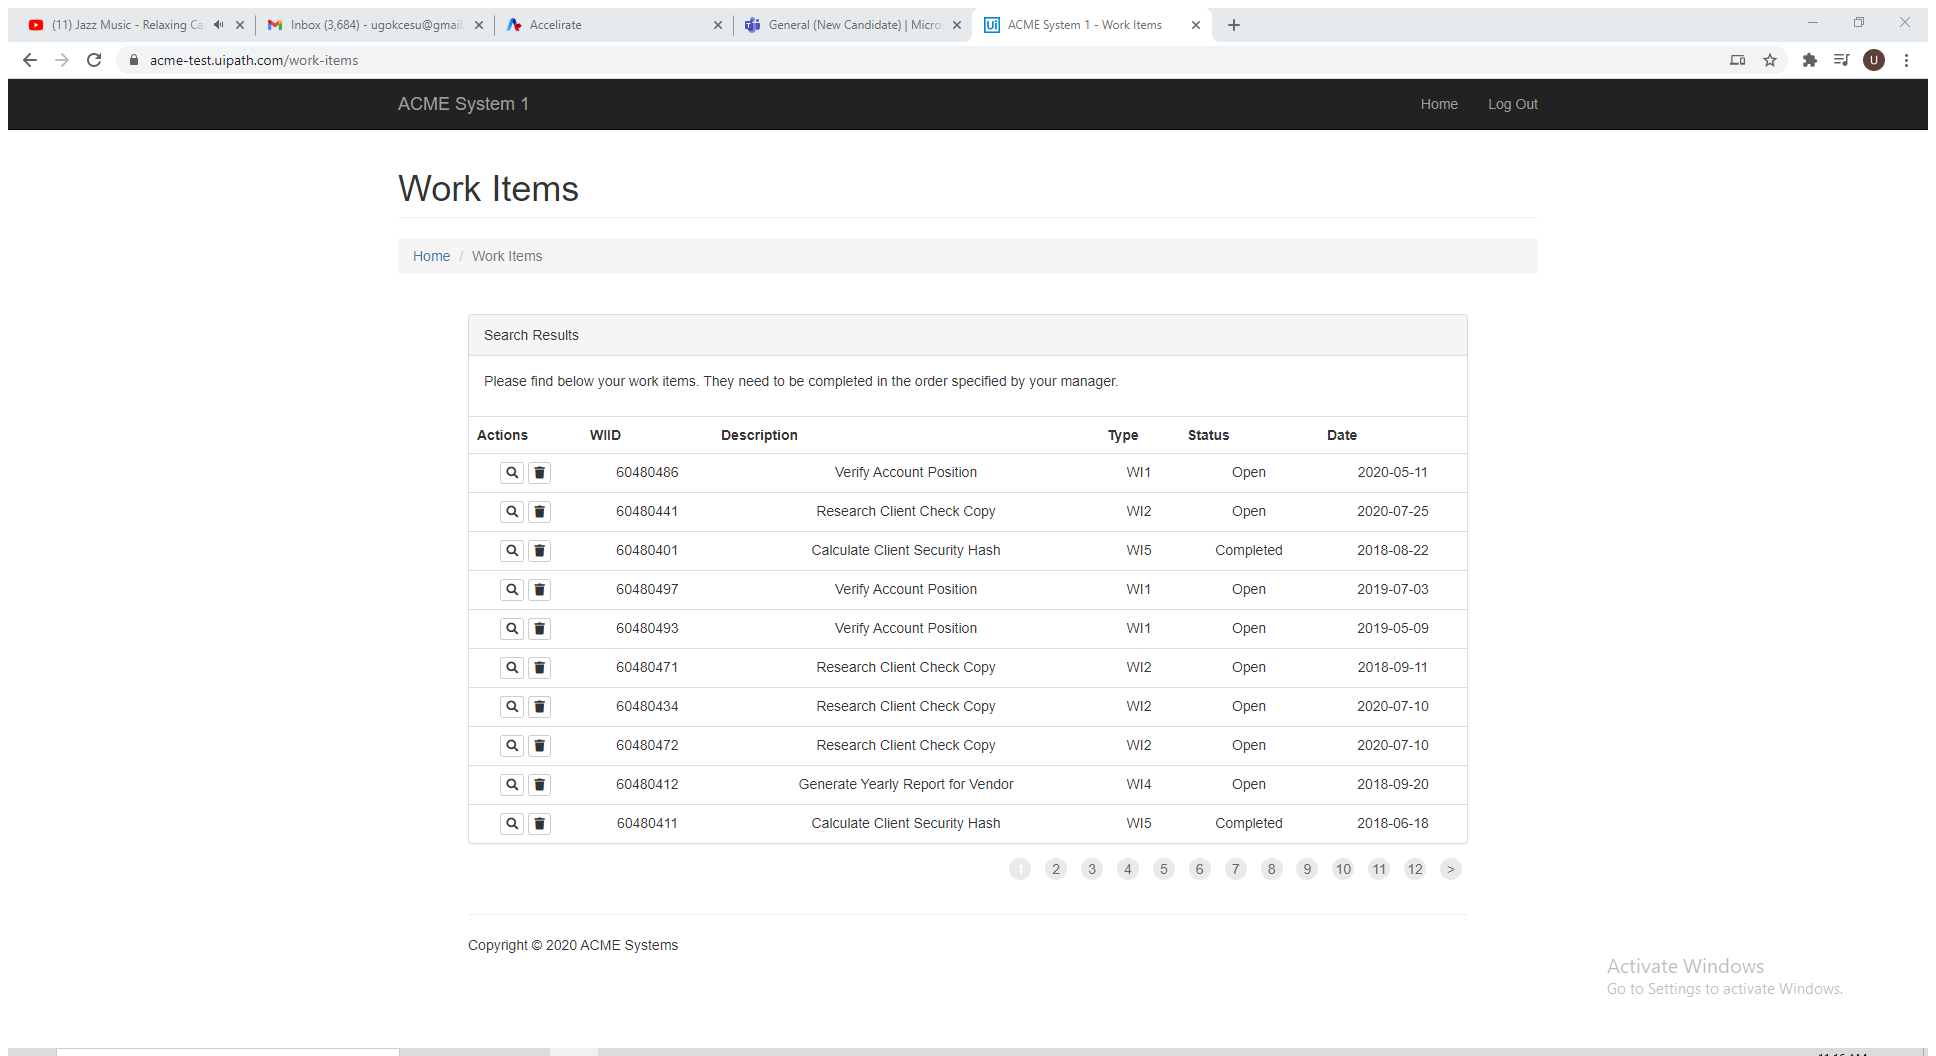 (11) Jazz Music - Relaxing Ca
Inbox (3,684) - ugokcesu@gmail.
Accelirate
General (New Candidate) | Micro
Ui ACME System 1 - Work Items
acme-test.uipath.com/work-items
U
ACME System 1 Home Log Out
Work Items
Home / Work Items
Search Results
Please find below your work items. They need to be completed in the order specified by your manager.
Actions WIID Description Type Status Date
60480486 Verify Account Position WI1 Open 2020-05-11
60480441 Research Client Check Copy WI2 Open 2020-07-25
60480401 Calculate Client Security Hash WI5 Completed 2018-08-22
60480497 Verify Account Position WI1 Open 2019-07-03
60480493 Verify Account Position WI1 Open 2019-05-09
60480471 Research Client Check Copy WI2 Open 2018-09-11
60480434 Research Client Check Copy WI2 Open 2020-07-10
60480472 Research Client Check Copy WI2 Open 2020-07-10
60480412 Generate Yearly Report for Vendor WI4 Open 2018-09-20
60480411 Calculate Client Security Hash WI5 Completed 2018-06-18
1 2 3 4 5 6 7 8 9 10 11 12 >
Copyright © 2020 ACME Systems
Activate Windows
Go to Settings to activate Windows.